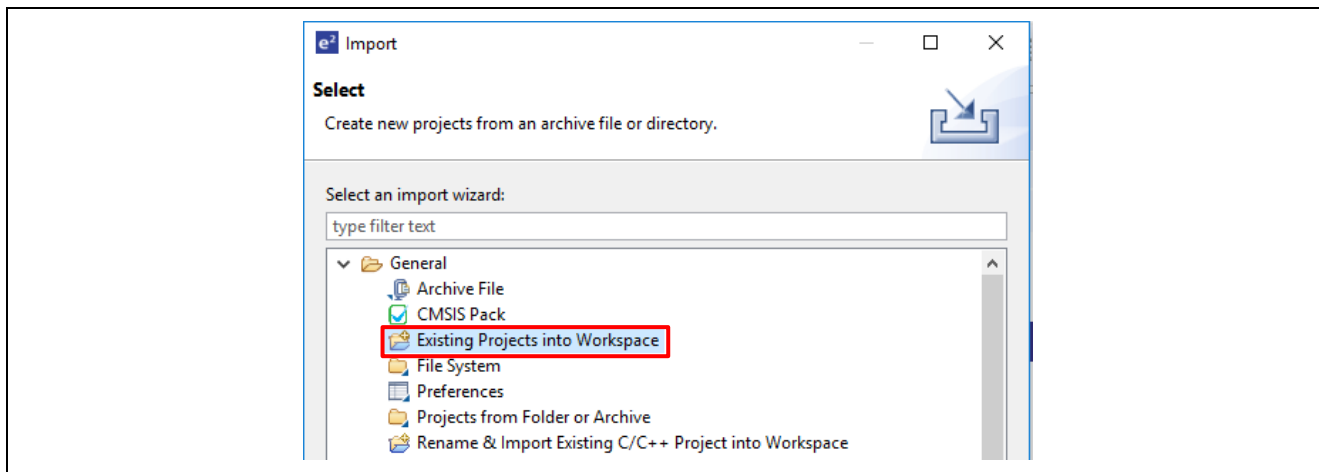 e² Import
Select
Create new projects from an archive file or directory.
Select an import wizard:
type filter text
General
Archive File
CMSIS Pack
Existing Projects into Workspace
File System
Preferences
Projects from Folder or Archive
Rename & Import Existing C/C++ Project into Workspace